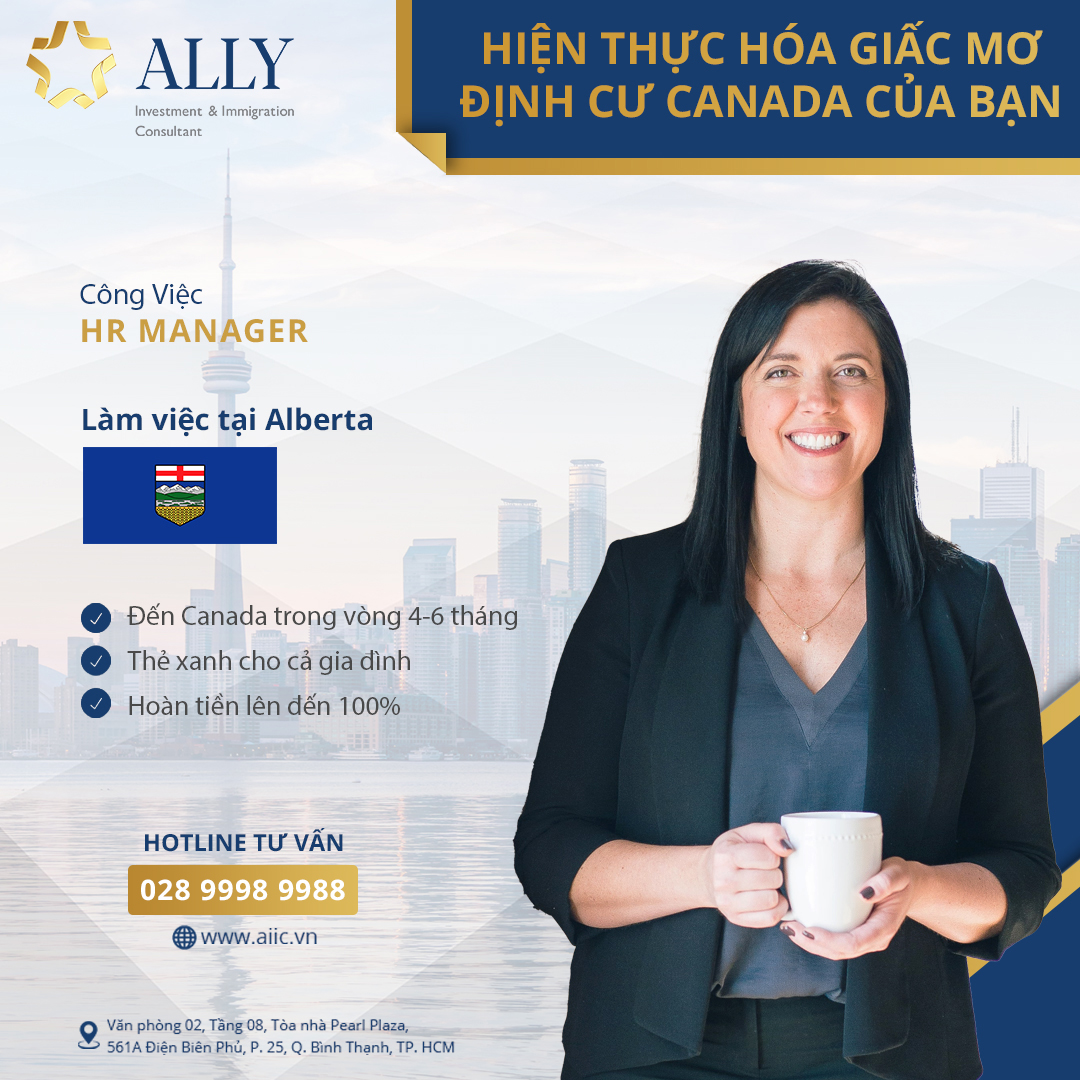 ALLY
Investment & Immigration
Consultant
HIỆN THỰC HÓA GIẤC MƠ
ĐỊNH CƯ CANADA CỦA BẠN
Công Việc
HR MANAGER
Làm việc tại Alberta
Đến Canada trong vòng 4-6 tháng
Thẻ xanh cho cả gia đình
Hoàn tiền lên đến 100%
HOTLINE TƯ VẤN
028 9998 9988
www.aiic.vn
Văn phòng 02, Tầng 08, Tòa nhà Pearl Plaza,
561A Điện Biên Phủ, P. 25, Q. Bình Thạnh, TP. HCM